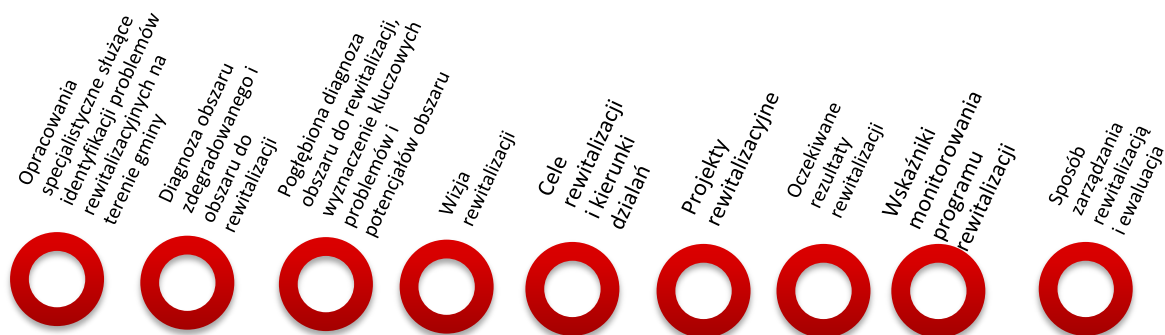 Opracowania
specjalistyczne służące
identyfikacji problemów
rewitalizacyjnych na
terenie gminy
Diagnoza obszaru
zdegradowanego i
obszaru do
rewitalizacji
Pogłębiona diagnoza
obszaru do rewitalizacji,
wyznaczenie kluczowych
problemów i
potencjałów obszaru
Wizja
rewitalizacji
Cele
rewitalizacji
i kierunki
działań
Projekty
rewitalizacyjne
Oczekiwane
rezultaty
rewitalizacji
Wskaźniki
monitorowania
programu
rewitalizacji
Sposób
zarządzania
rewitalizacją
i ewaluacja